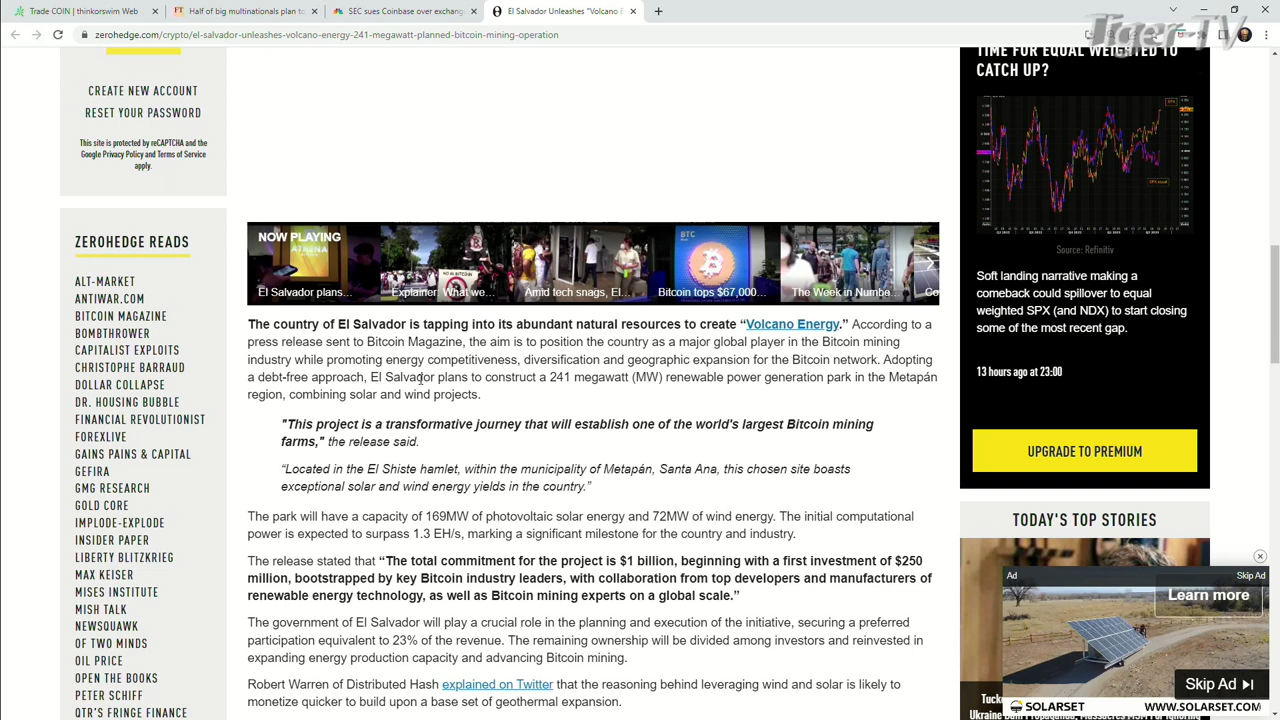 Trade COIN | thinkorswim Web
Half of big multinationals plan to
SEC sues Coinbase over exchang
El Salvador Unleashes "Volcano E
Tiger-TV
zerohedge.com/crypto/el-salvador-unleashes-volcano-energy-241-megawatt-planned-bitcoin-mining-operation
CREATE NEW ACCOUNT
RESET YOUR PASSWORD
This site is protected by reCAPTCHA and the
Google Privacy Policy and Terms of Service
apply.
ZEROHEDGE READS
ALT-MARKET
ANTIWAR.COM
BITCOIN MAGAZINE
BOMBTHROWER
CAPITALIST EXPLOITS
CHRISTOPHE BARRAUD
DOLLAR COLLAPSE
DR. HOUSING BUBBLE
FINANCIAL REVOLUTIONIST
FOREXLIVE
GAINS PAINS & CAPITAL
GEFIRA
GMG RESEARCH
GOLD CORE
IMPLODE-EXPLODE
INSIDER PAPER
LIBERTY BLITZKRIEG
MAX KEISER
MISES INSTITUTE
MISH TALK
NEWSQUAWK
OF TWO MINDS
OIL PRICE
OPEN THE BOOKS
PETER SCHIFF
QTR'S FRINGE FINANCE
NOW PLAYING
El Salvador plans...
Explainer: What we...
NO BITCOIN
Amid tech snags, El...
BTC
Bitcoin tops $67,000...
The Week in Numbe...
Co
The country of El Salvador is tapping into its abundant natural resources to create “Volcano Energy.” According to a
press release sent to Bitcoin Magazine, the aim is to position the country as a major global player in the Bitcoin mining
industry while promoting energy competitiveness, diversification and geographic expansion for the Bitcoin network. Adopting
a debt-free approach, El Salvador plans to construct a 241 megawatt (MW) renewable power generation park in the Metapán
region, combining solar and wind projects.
"This project is a transformative journey that will establish one of the world's largest Bitcoin mining
farms," the release said.
“Located in the El Shiste hamlet, within the municipality of Metapán, Santa Ana, this chosen site boasts
exceptional solar and wind energy yields in the country.”
The park will have a capacity of 169MW of photovoltaic solar energy and 72MW of wind energy. The initial computational
power is expected to surpass 1.3 EH/s, marking a significant milestone for the country and industry.
The release stated that “The total commitment for the project is $1 billion, beginning with a first investment of $250
million, bootstrapped by key Bitcoin industry leaders, with collaboration from top developers and manufacturers of
renewable energy technology, as well as Bitcoin mining experts on a global scale.”
The government of El Salvador will play a crucial role in the planning and execution of the initiative, securing a preferred
participation equivalent to 23% of the revenue. The remaining ownership will be divided among investors and reinvested in
expanding energy production capacity and advancing Bitcoin mining.
Robert Warren of Distributed Hash explained on Twitter that the reasoning behind leveraging wind and solar is likely to
monetize quicker to build upon a base set of geothermal expansion.
TIME FOR EQUAL WEIGHTED TO
CATCH UP?
Source: Refinitiv
Soft landing narrative making a
comeback could spillover to equal
weighted SPX (and NDX) to start closing
some of the most recent gap.
13 hours ago at 23:00
UPGRADE TO PREMIUM
TODAY'S TOP STORIES
Ad
Skip Ad
Learn more
Skip Ad
SOLARSET
WWW.SOLARSET.COM
Tucke